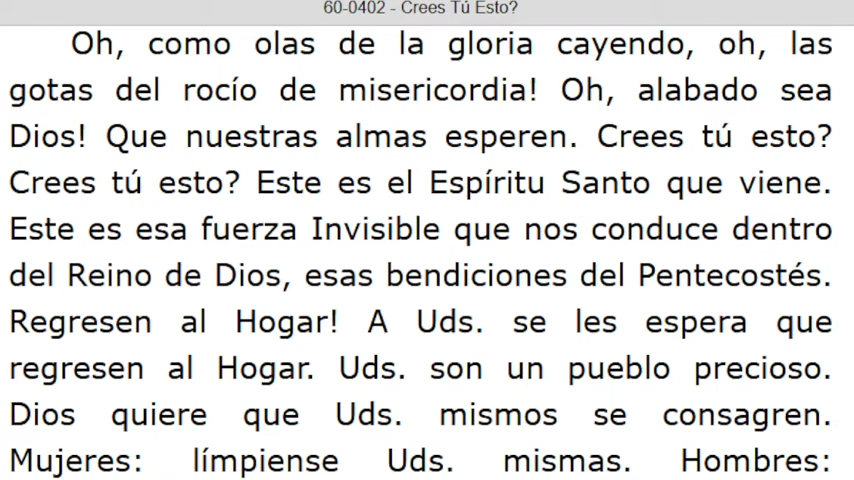 60-0402 - Crees Tú Esto?
Oh, como olas de la gloria cayendo, oh, las
gotas del rocío de misericordia! Oh, alabado sea
Dios! Que nuestras almas esperen. Crees tú esto?
Crees tú esto? Este es el Espíritu Santo que viene.
Este es esa fuerza Invisible que nos conduce dentro
del Reino de Dios, esas bendiciones del Pentecostés.
Regresen al Hogar! A Uds. se les espera que
regresen al Hogar. Uds. son un pueblo precioso.
Dios quiere que Uds. mismos se consagren.
Mujeres: límpiense Uds. mismas. Hombres: